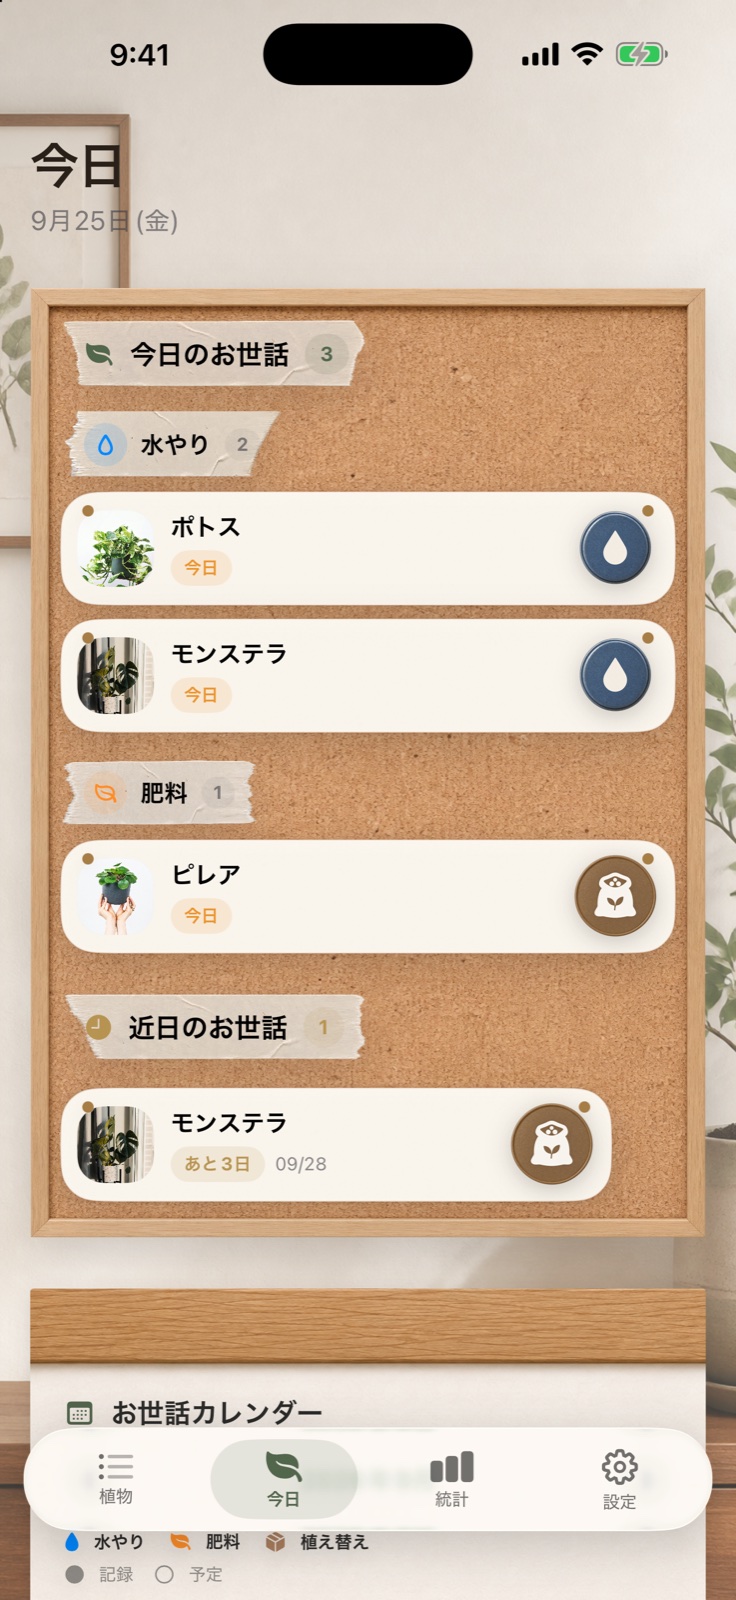 9:41
今日
9月25日(金)
今日のお世話 3
水やり 2
ポトス
今日
モンステラ
今日
肥料 1
ピレア
今日
近日のお世話 1
モンステラ
あと3日 09/28
お世話カレンダー
植物 今日 統計 設定
水やり 肥料 植え替え
記録 予定